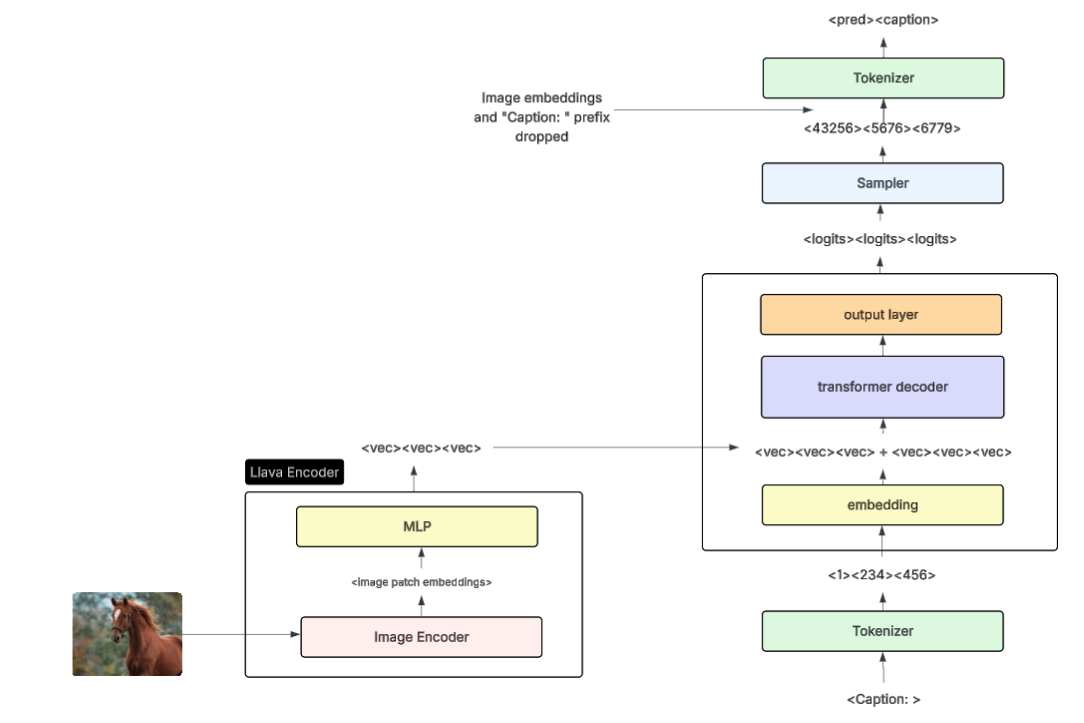 <pred><caption>
Tokenizer
Image embeddings
and "Caption: " prefix
dropped
<43256><5676><6779>
Sampler
<logits><logits><logits>
output layer
transformer decoder
<vec><vec><vec>
<vec><vec><vec> + <vec><vec><vec>
Llava Encoder
embedding
MLP
<1><234><456>
<image patch embeddings>
Image Encoder
Tokenizer
<Caption: >